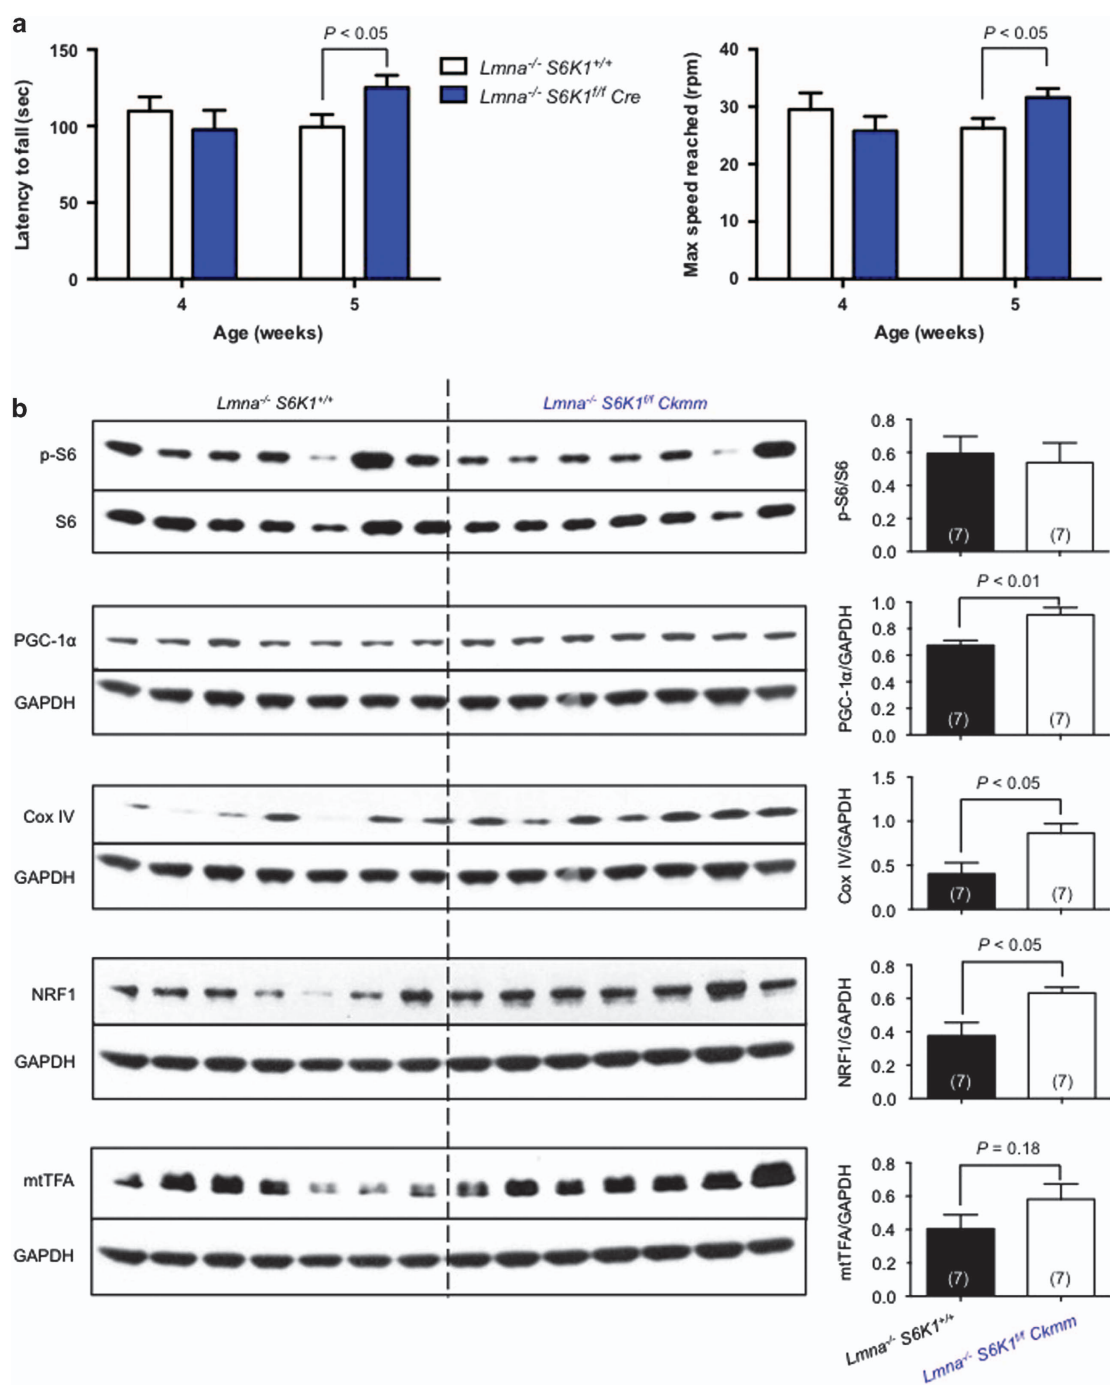 a
150
100
50
0
Latency to fall (sec)
P < 0.05
4
5
Age (weeks)
Lmna-/- S6K1+/+
Lmna-/- S6K1f/f Cre
40
30
20
10
0
Max speed reached (rpm)
P < 0.05
4
5
Age (weeks)
b
Lmna-/- S6K1+/+
Lmna-/- S6K1f/f Ckmm
p-S6
S6
0.8
0.6
0.4
0.2
0.0
p-S6/S6
(7)
(7)
PGC-1α
GAPDH
P < 0.01
1.0
0.8
0.6
0.4
0.2
0.0
PGC-1α/GAPDH
(7)
(7)
Cox IV
GAPDH
P < 0.05
1.5
1.0
0.5
0.0
Cox IV/GAPDH
(7)
(7)
NRF1
GAPDH
P < 0.05
0.8
0.6
0.4
0.2
0.0
NRF1/GAPDH
(7)
(7)
mtTFA
GAPDH
P = 0.18
0.8
0.6
0.4
0.2
0.0
mtTFA/GAPDH
(7)
(7)
Lmna-/- S6K1+/+
Lmna-/- S6K1f/f Ckmm